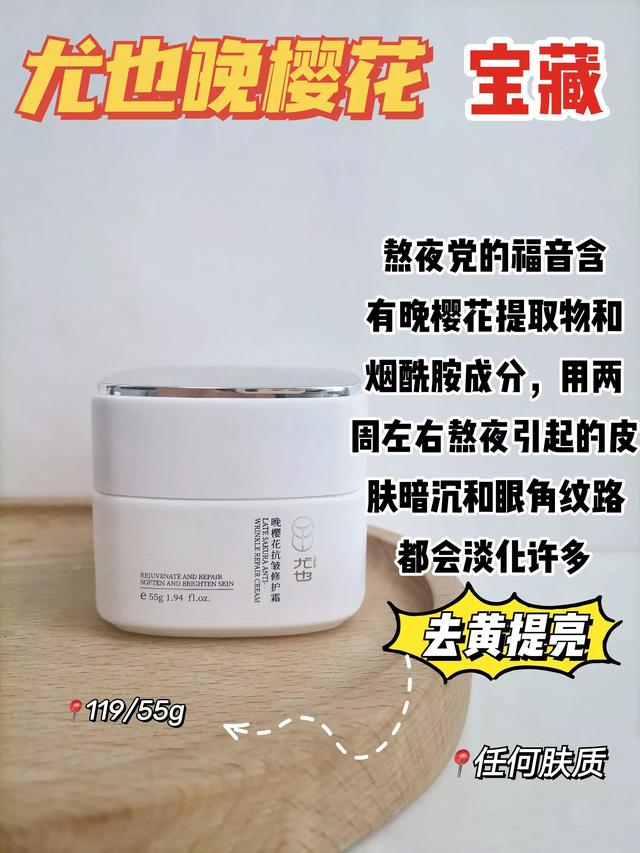 尤也晚樱花 宝藏
熬夜党的福音含
有晚樱花提取物和
烟酰胺成分，用两
周左右熬夜引起的皮
肤暗沉和眼角纹路
都会淡化许多
去黄提亮
尤也
晚樱花抗皱修护霜
LATE SAKURA ANTI-
WRINKLE REPAIR CREAM
REJUVENATE AND REPAIR
SOFTEN AND BRIGHTEN SKIN
e 55g 1.94 fl.oz.
119/55g
任何肤质